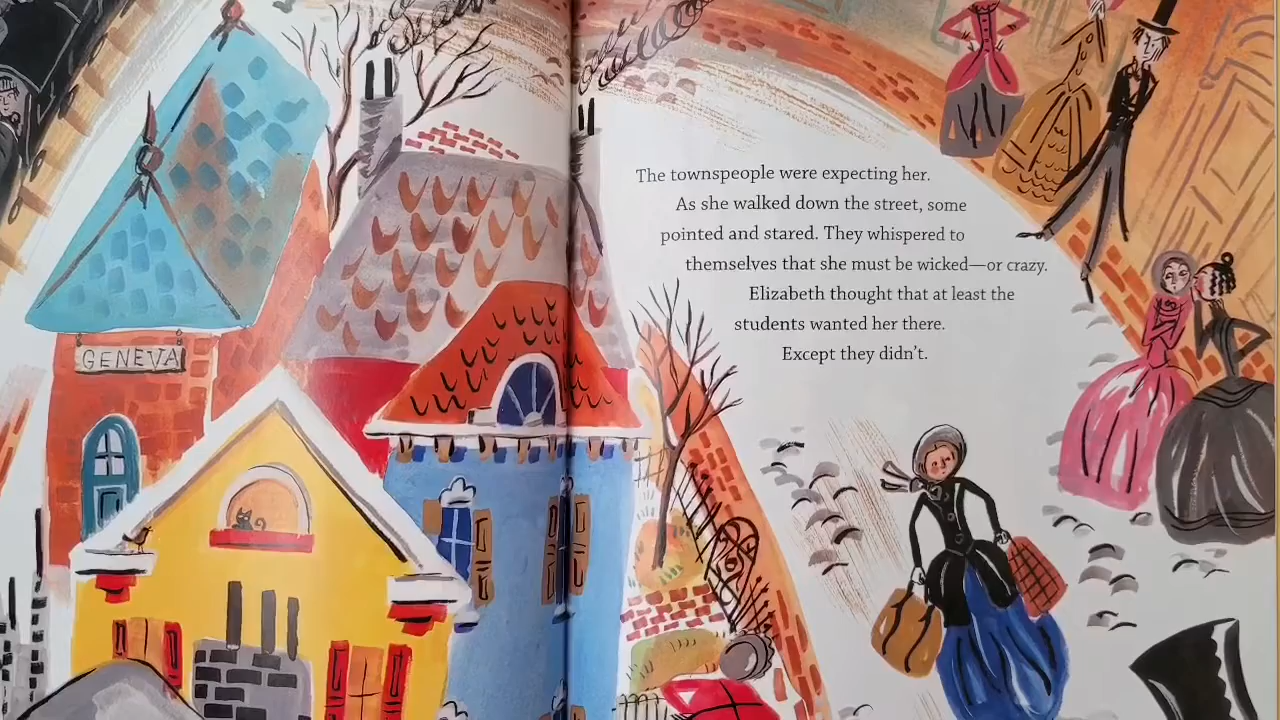 GENEVA
The townspeople were expecting her.
As she walked down the street, some
pointed and stared. They whispered to
themselves that she must be wicked—or crazy.
Elizabeth thought that at least the
students wanted her there.
Except they didn't.